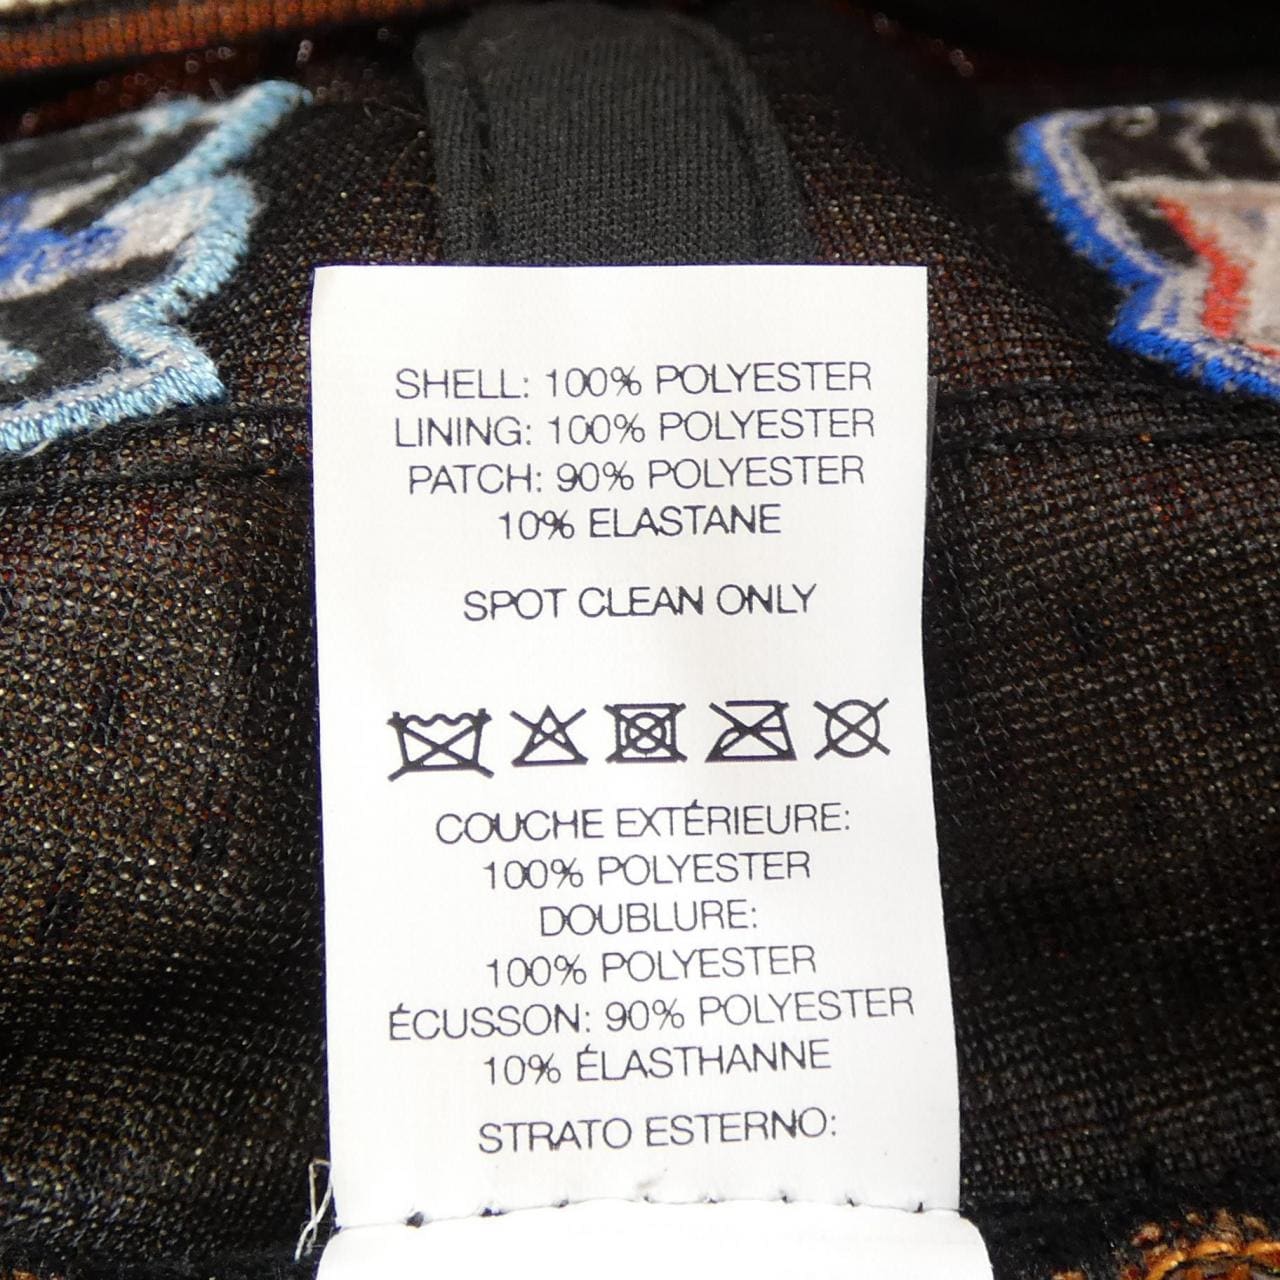 SHELL: 100% POLYESTER
LINING: 100% POLYESTER
PATCH: 90% POLYESTER
10% ELASTANE
SPOT CLEAN ONLY
COUCHE EXTÉRIEURE:
100% POLYESTER
DOUBLURE:
100% POLYESTER
ÉCUSSON: 90% POLYESTER
10% ÉLASTHANNE
STRATO ESTERNO: